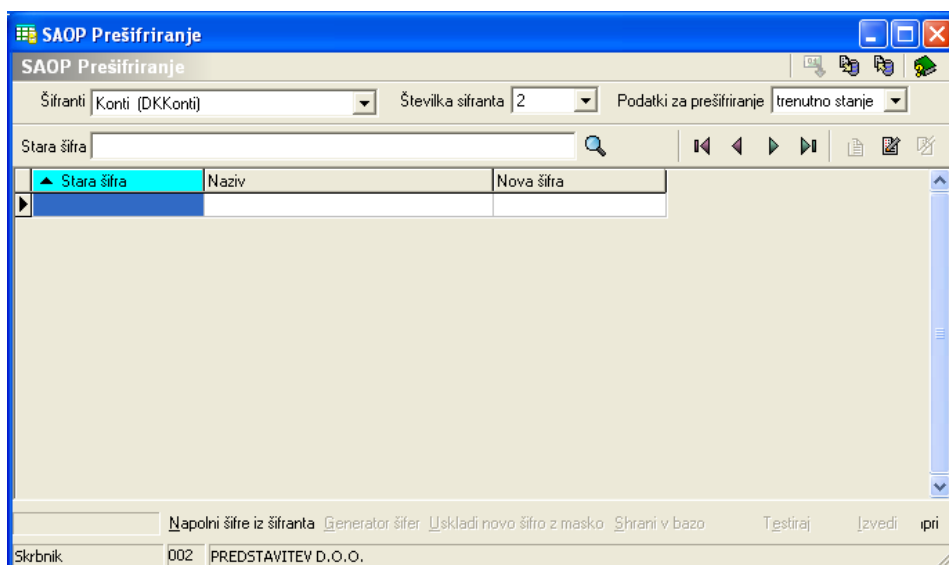 SAOP Prešifriranje
SAOP Prešifriranje
Šifranti Konti (DKKonti) Številka sifranta 2 Podatki za prešifriranje trenutno stanje
Stara šifra
Stara šifra Naziv Nova šifra
Napolni šifre iz šifranta Generator šifer Uskladi novo šifro z masko Shrani v bazo Testiraj Izvedi
Skrbnik 002 PREDSTAVITEV D.O.O.